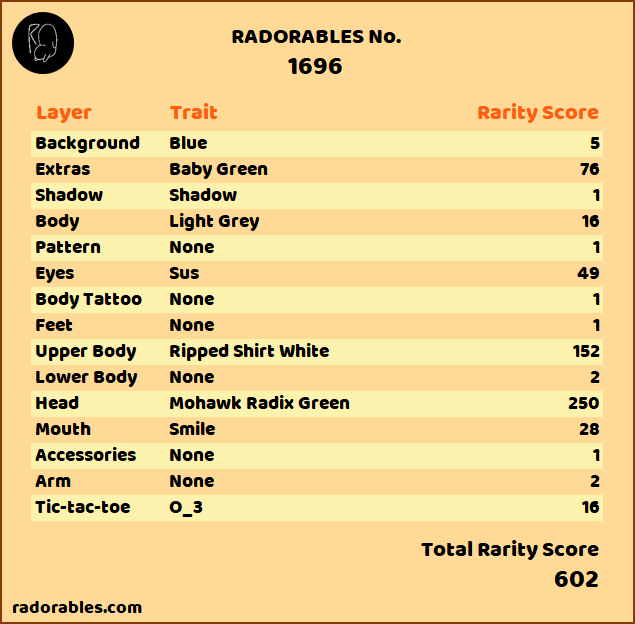 RADORABLES No.
1696
Layer Trait Rarity Score
Background Blue 5
Extras Baby Green 76
Shadow Shadow 1
Body Light Grey 16
Pattern None 1
Eyes Sus 49
Body Tattoo None 1
Feet None 1
Upper Body Ripped Shirt White 152
Lower Body None 2
Head Mohawk Radix Green 250
Mouth Smile 28
Accessories None 1
Arm None 2
Tic-tac-toe O_3 16
Total Rarity Score
602
radorables.com